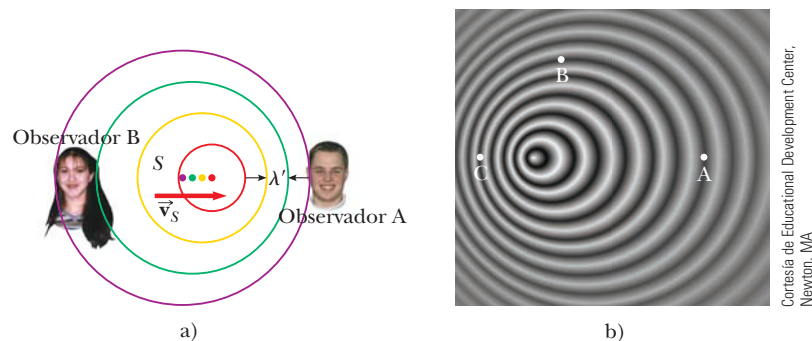 Observador B
S
λ′
v⃗S
Observador A
a)
B
C
A
b)
Cortesía de Educational Development Center,
Newton, MA